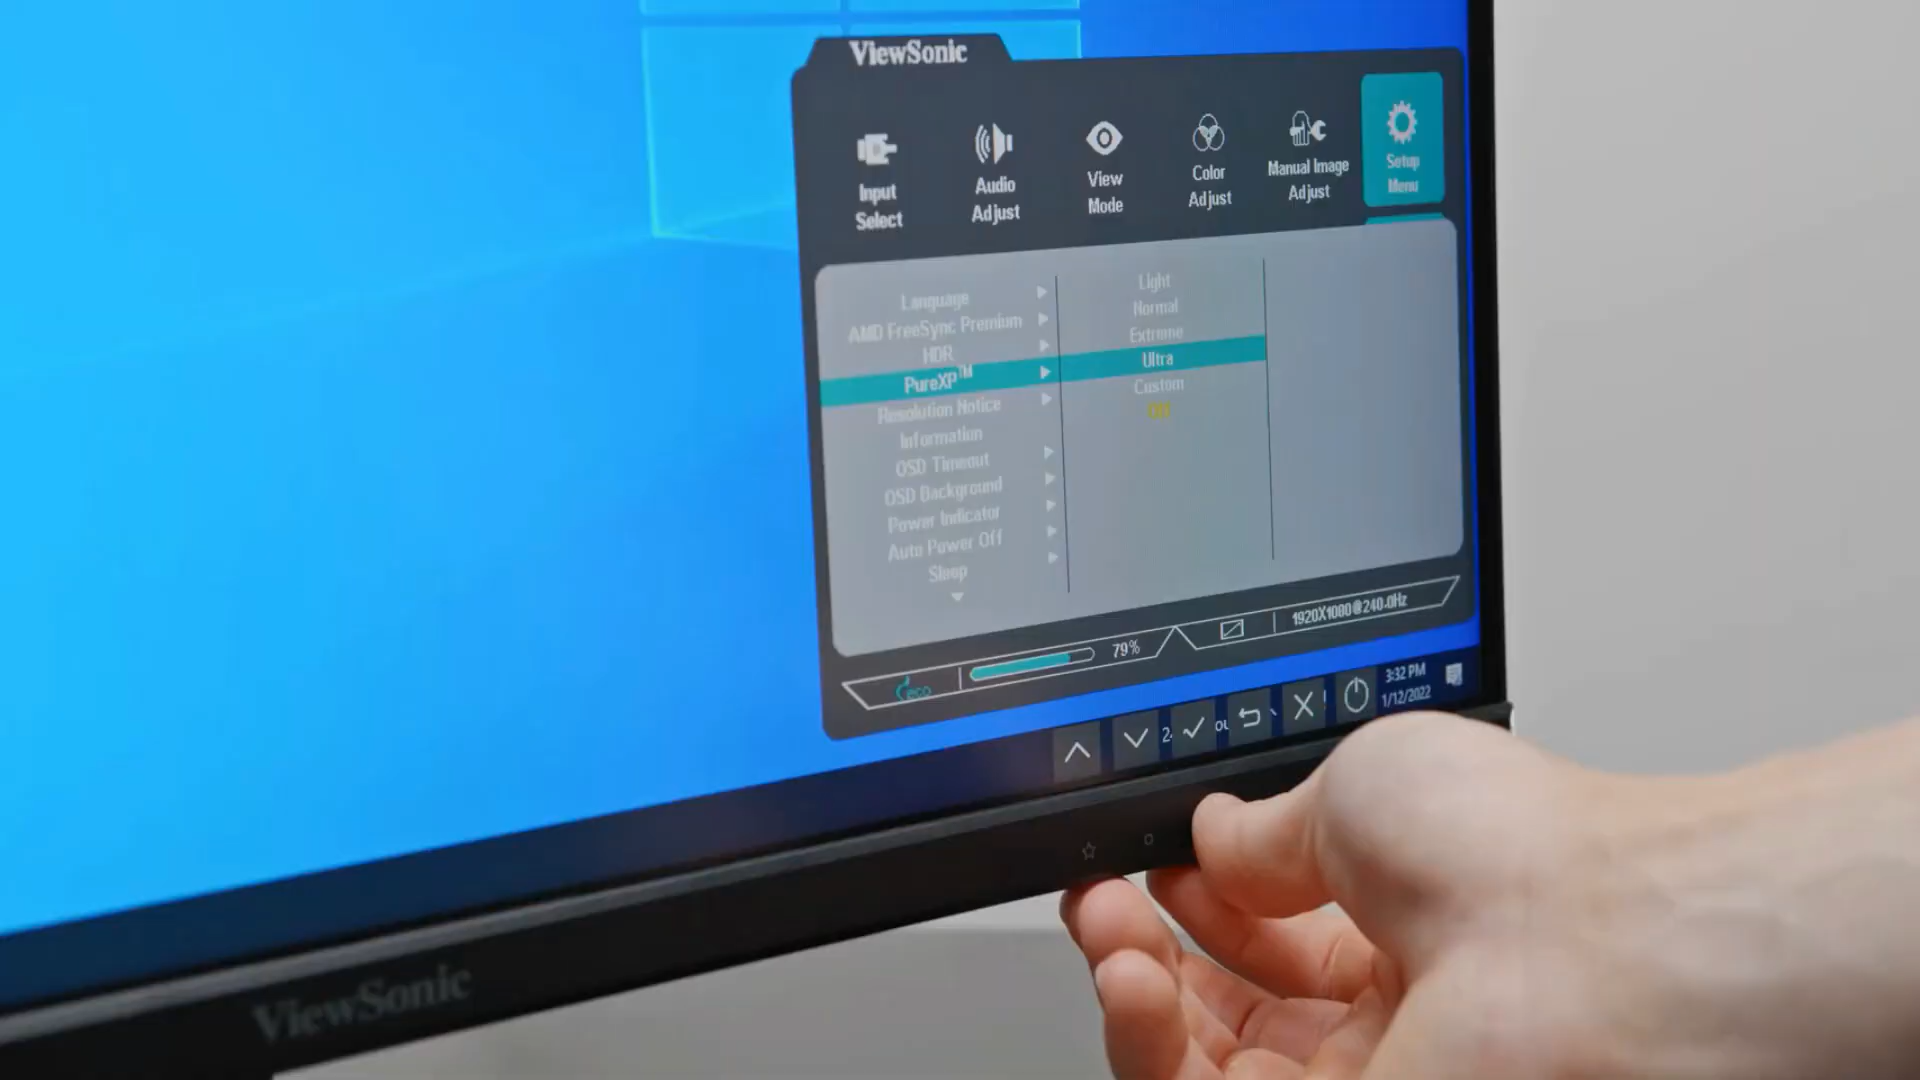 ViewSonic
Input
Select
Audio
Adjust
View
Mode
Color
Adjust
Manual Image
Adjust
Setup
Menu
Language
AMD FreeSync Premium
HDR
PureXP™
Resolution Notice
Information
OSD Timeout
OSD Background
Power Indicator
Auto Power Off
Sleep
Light
Normal
Extreme
Ultra
Custom
Off
eco
79%
1920X1080@240.0Hz
3:32 PM
1/12/2022
ViewSonic